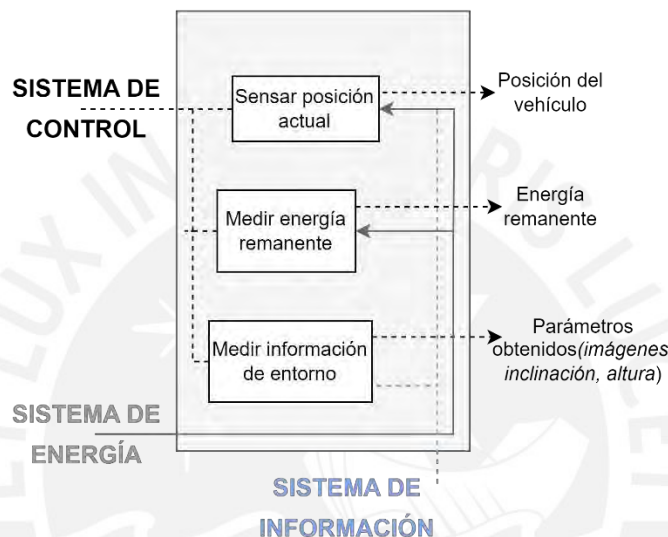 SISTEMA DE
CONTROL
Sensar posición
actual
Posición del
vehículo
Medir energía
remanente
Energía
remanente
Medir información
de entorno
Parámetros
obtenidos(imágenes
inclinación, altura)
SISTEMA DE
ENERGÍA
SISTEMA DE
INFORMACIÓN